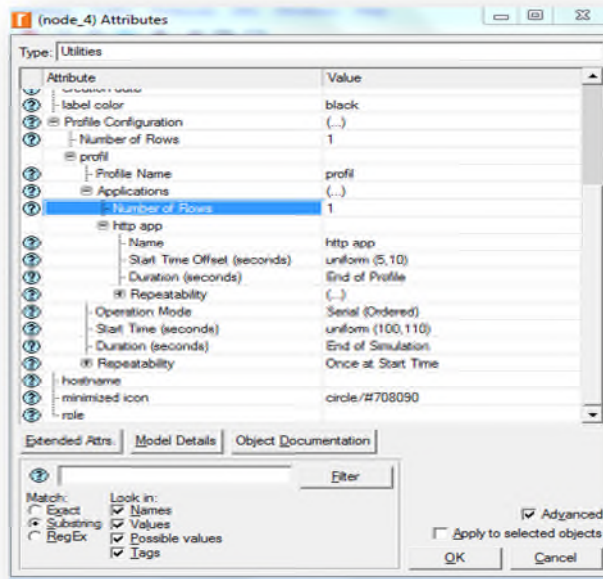 (node_4) Attributes
Type: Utilities
Attribute Value
creation data
label color black
Profile Configuration (...)
Number of Rows 1
profil
Profile Name profil
Applications (...)
Number of Rows 1
http app
Name http app
Start Time Offset (seconds) uniform (5,10)
Duration (seconds) End of Profile
Repeatability (...)
Operation Mode Serial (Ordered)
Start Time (seconds) uniform (100,110)
Duration (seconds) End of Simulation
Repeatability Once at Start Time
hostname
minimized icon circle/#708090
role
Extended Attrs. Model Details Object Documentation
Filter
Match: Look in:
Exact Names
Substring Values
RegEx Possible values
Tags
Advanced
Apply to selected objects
OK Cancel